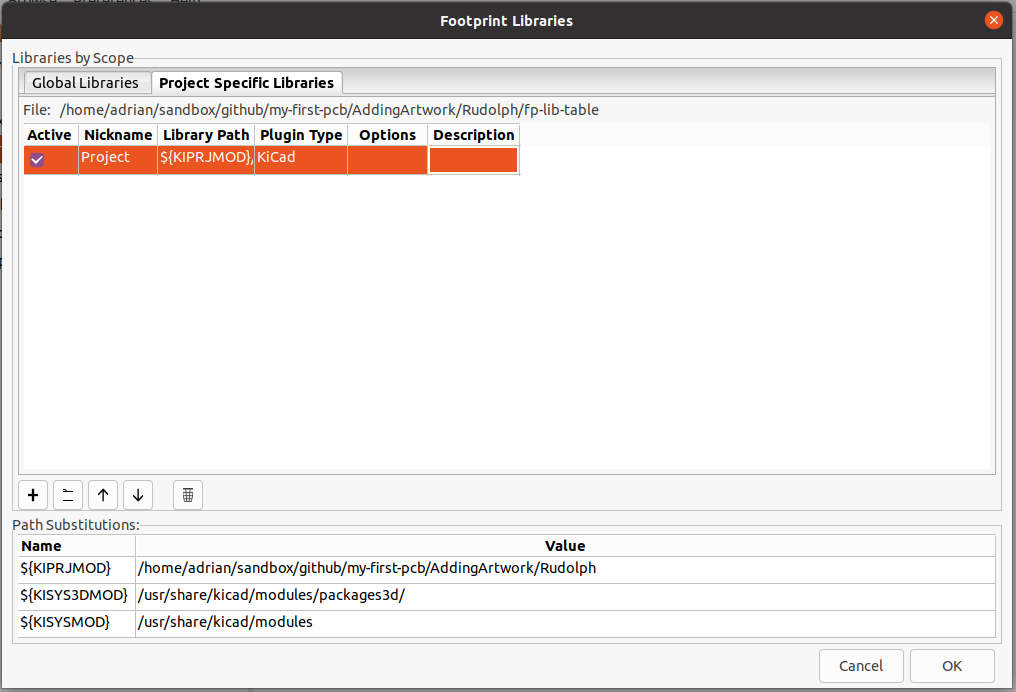 Footprint Libraries
Libraries by Scope
Global Libraries Project Specific Libraries
File: /home/adrian/sandbox/github/my-first-pcb/AddingArtwork/Rudolph/fp-lib-table
Active Nickname Library Path Plugin Type Options Description
Project ${KIPRJMOD}/ KiCad
Path Substitutions:
Name Value
${KIPRJMOD} /home/adrian/sandbox/github/my-first-pcb/AddingArtwork/Rudolph
${KISYS3DMOD} /usr/share/kicad/modules/packages3d/
${KISYSMOD} /usr/share/kicad/modules
Cancel OK